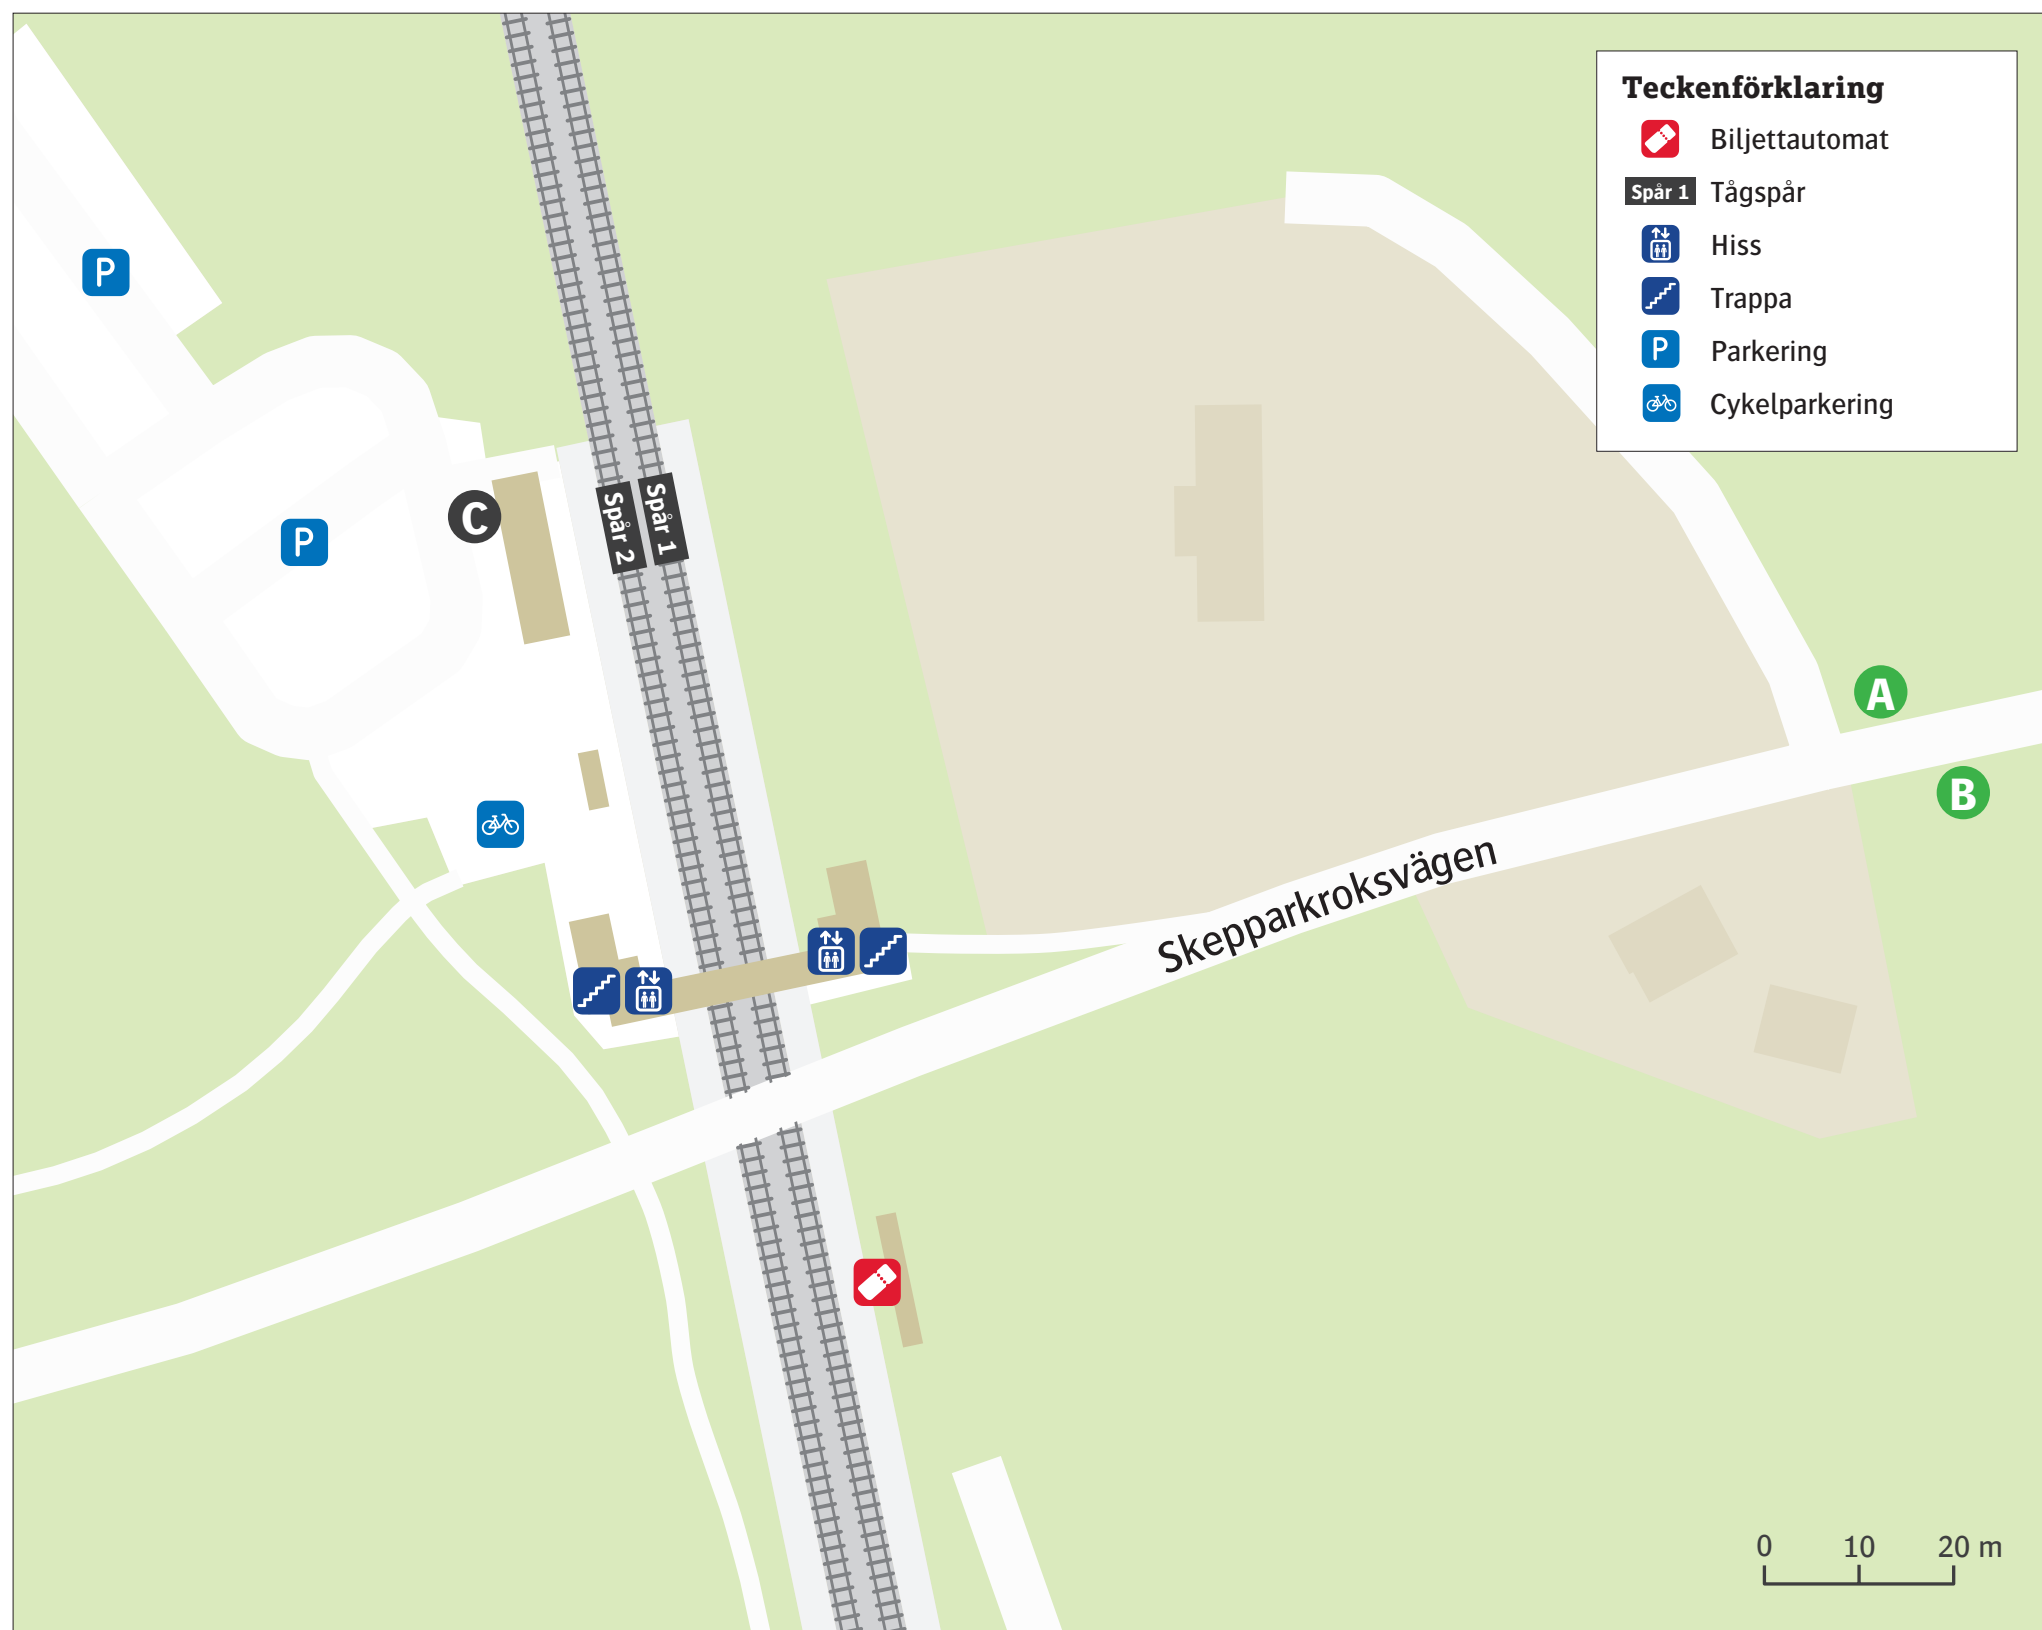 Teckenförklaring
Biljettautomat
Spår 1 Tågspår
Hiss
Trappa
P Parkering
Cykelparkering
P
P
C
Spår 2
Spår 1
A
B
Skepparkroksvägen
0 10 20 m